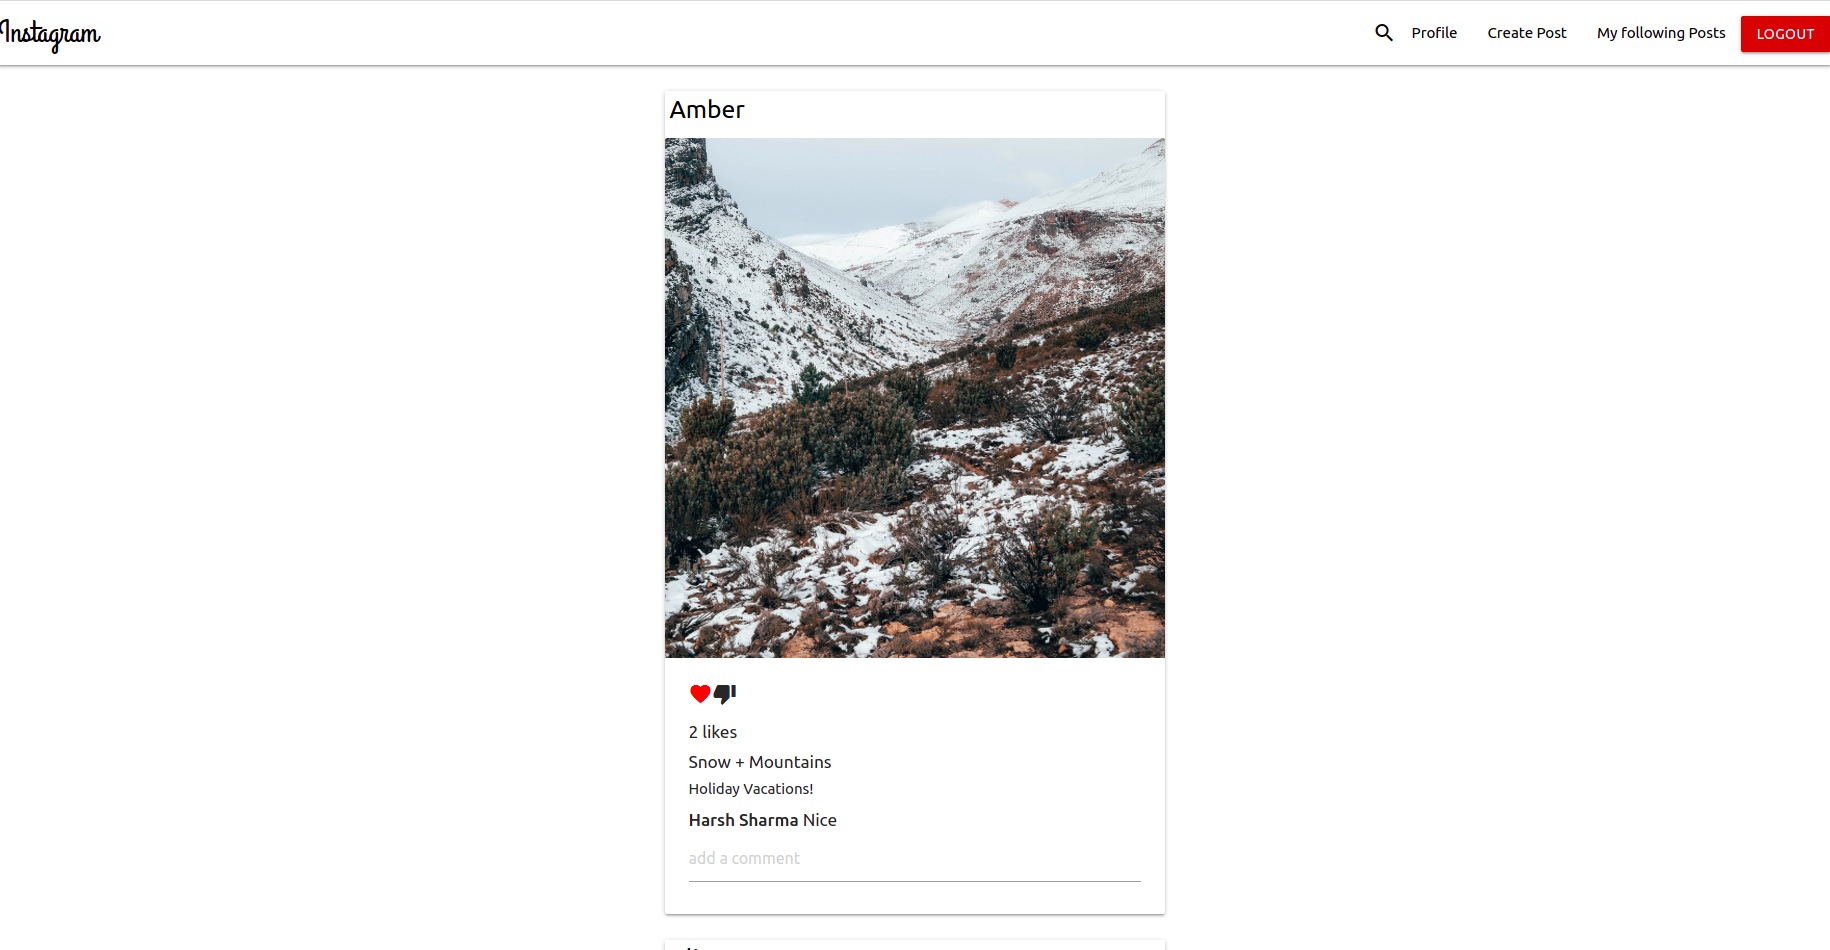 Instagram
Profile Create Post My following Posts LOGOUT
Amber
2 likes
Snow + Mountains
Holiday Vacations!
Harsh Sharma Nice
add a comment